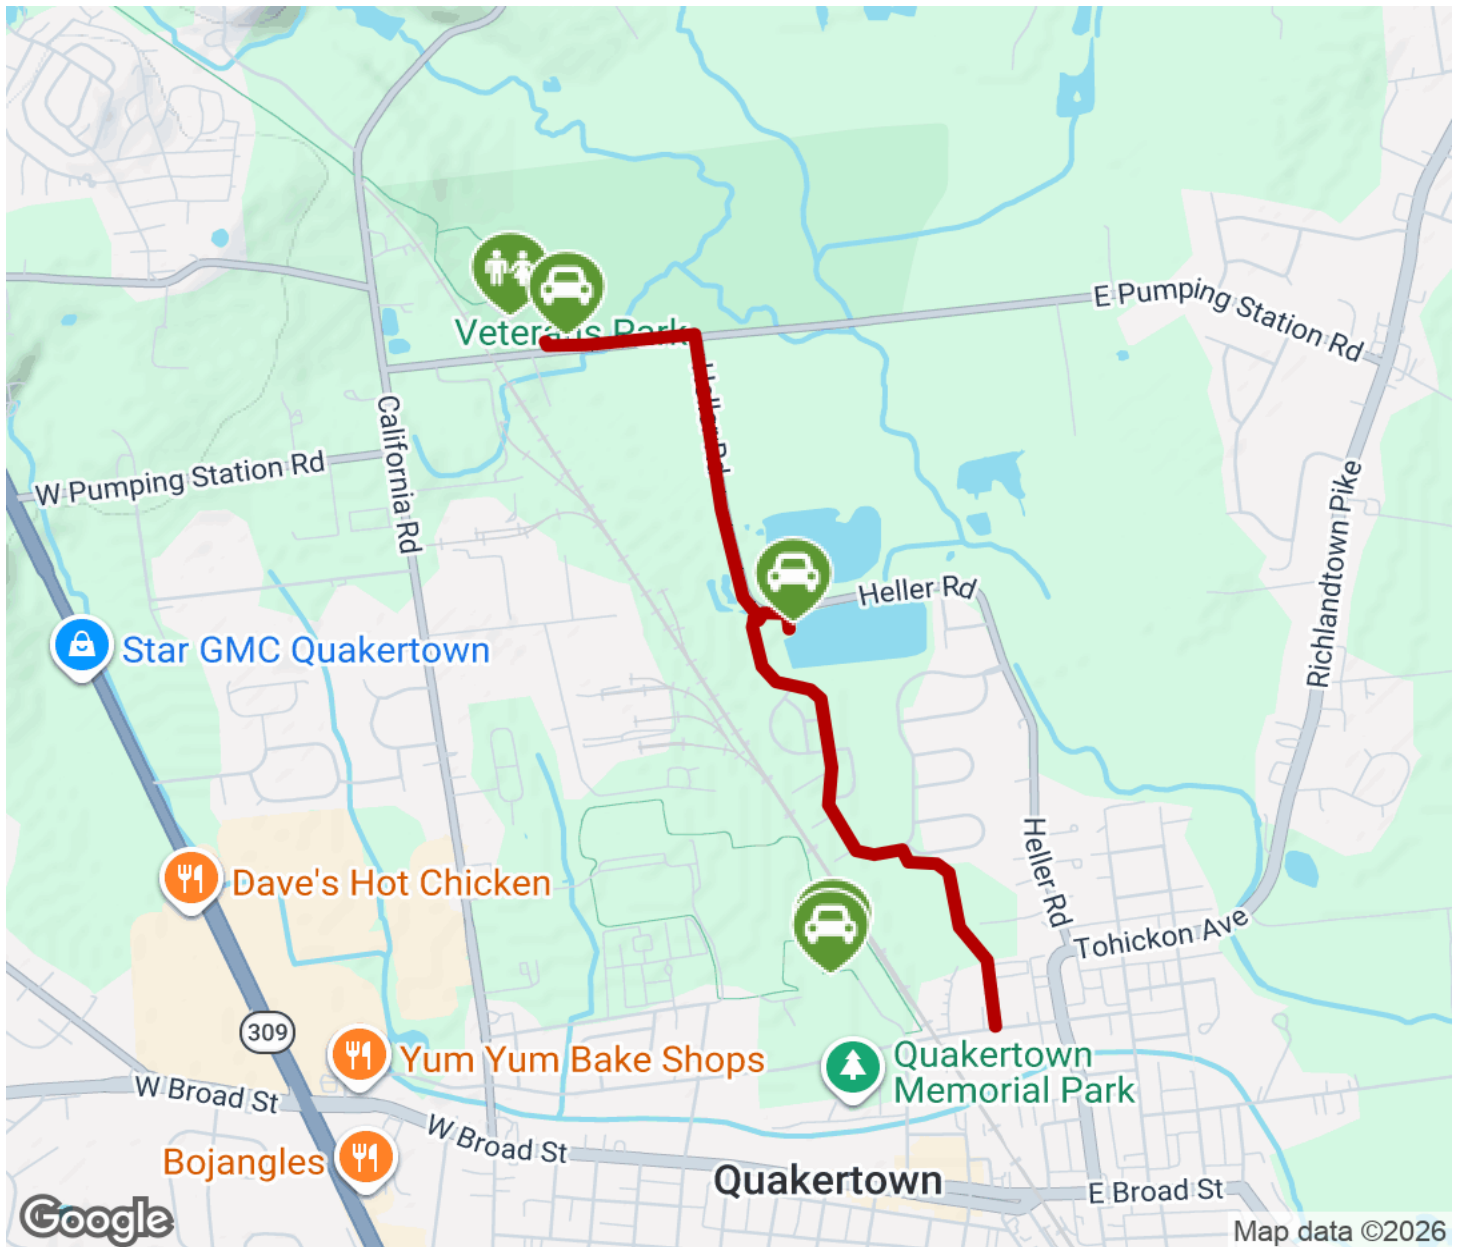 Veterans Park
E Pumping Station Rd
Heller Rd
California Rd
W Pumping Station Rd
Richlandtown Pike
Heller Rd
Star GMC Quakertown
Heller Rd
Dave's Hot Chicken
Tohickon Ave
309
Yum Yum Bake Shops
Quakertown
Memorial Park
W Broad St
W Broad St
Bojangles
Quakertown
E Broad St
Google
Map data ©2026